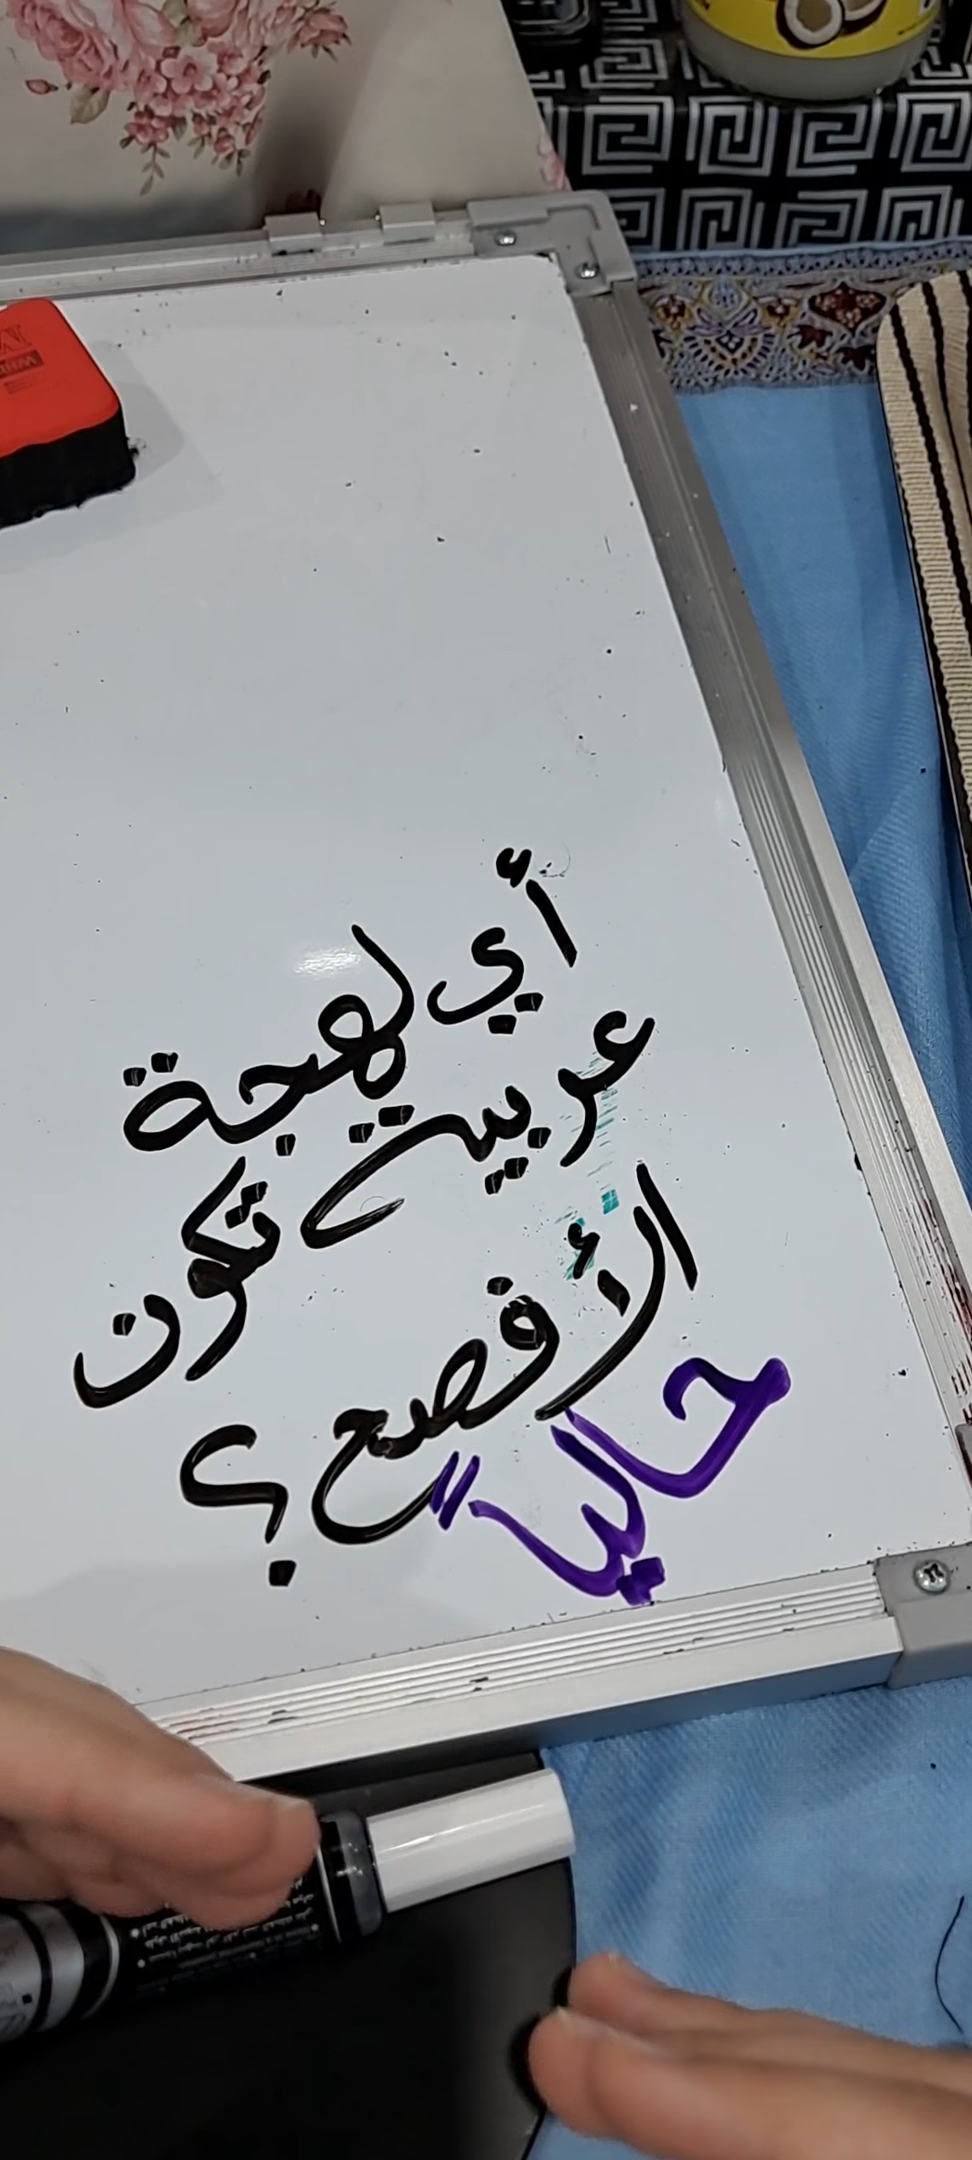 أي لهجة
عربية تكون
الأفصح؟
حالياً